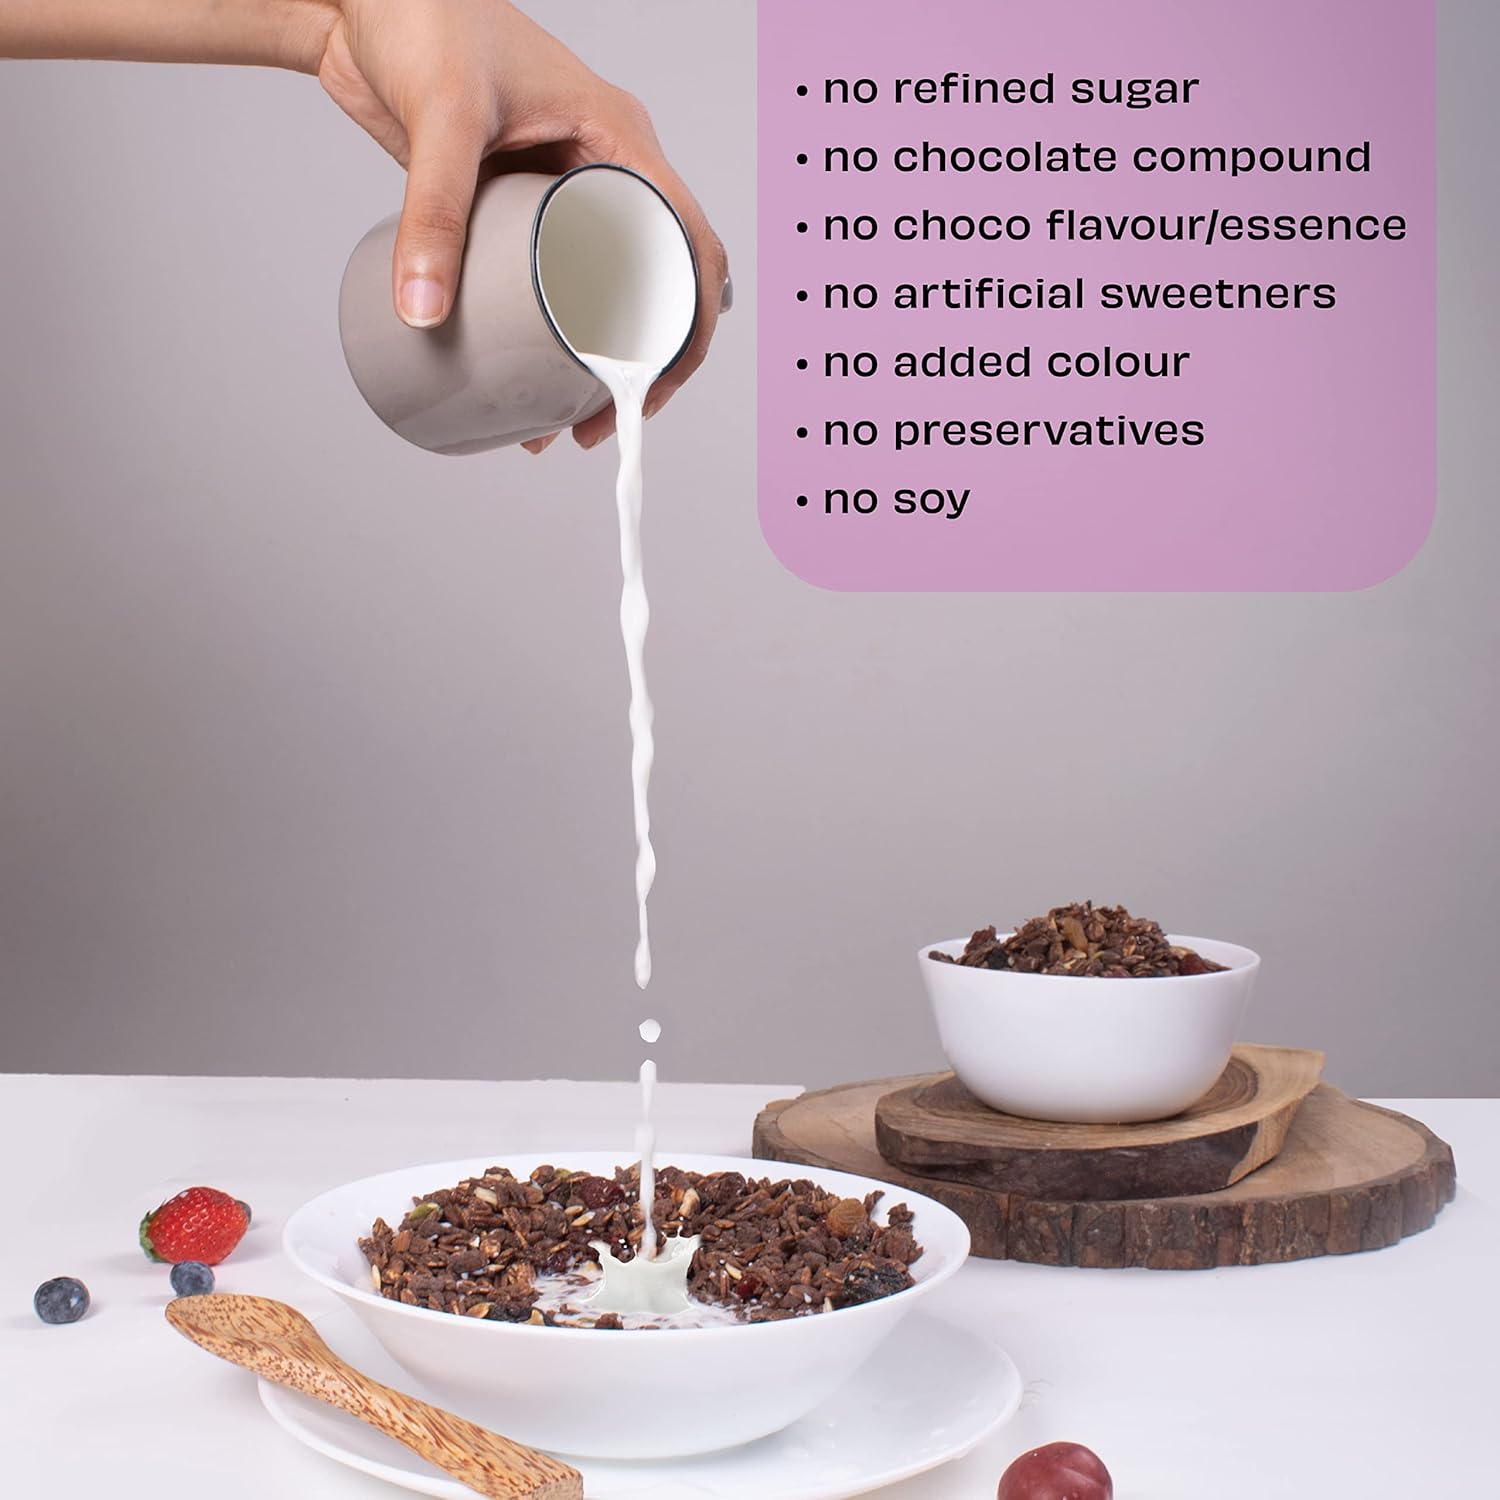 • no refined sugar
• no chocolate compound
• no choco flavour/essence
• no artificial sweetners
• no added colour
• no preservatives
• no soy